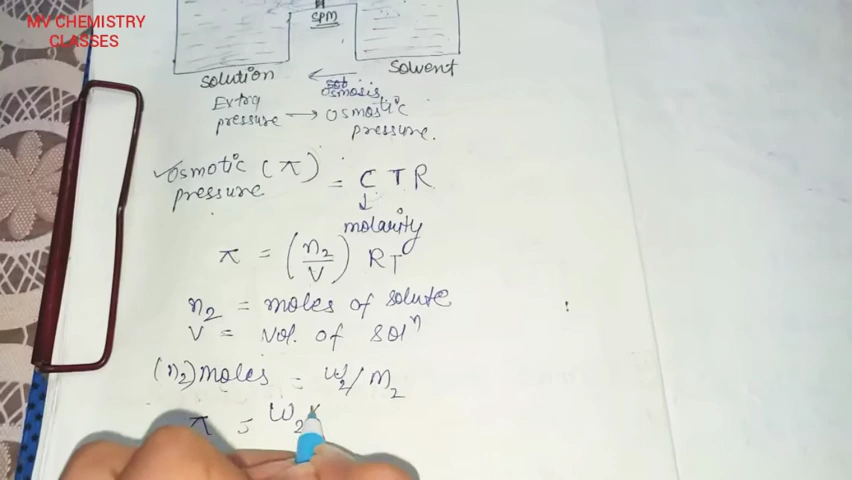 MV CHEMISTRY
CLASSES
SPM
solution
solvent
osmosis
Extra
pressure → osmotic
pressure.
✓osmotic (π) = C T R
pressure
↓
molarity
π = (n₂/V) RT
n₂ = moles of solute
V = Vol. of solⁿ
(n₂) moles = w₂/M₂
π = W₂